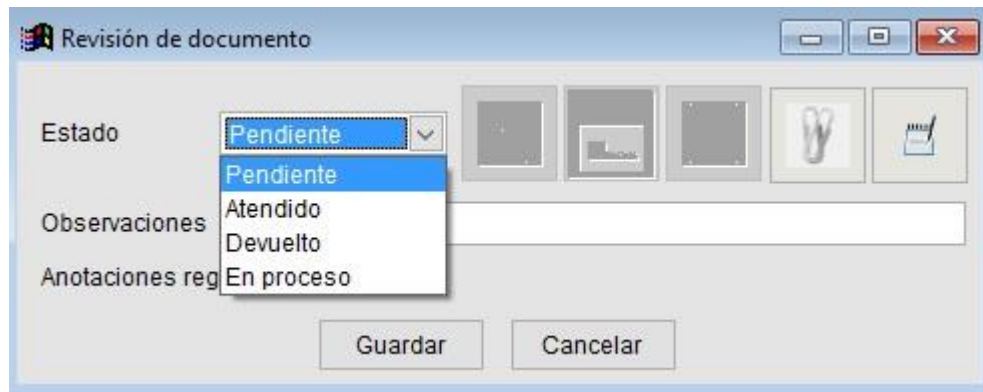 Revisión de documento
Estado
Pendiente
Pendiente
Atendido
Devuelto
En proceso
Observaciones
Anotaciones reg
Guardar
Cancelar